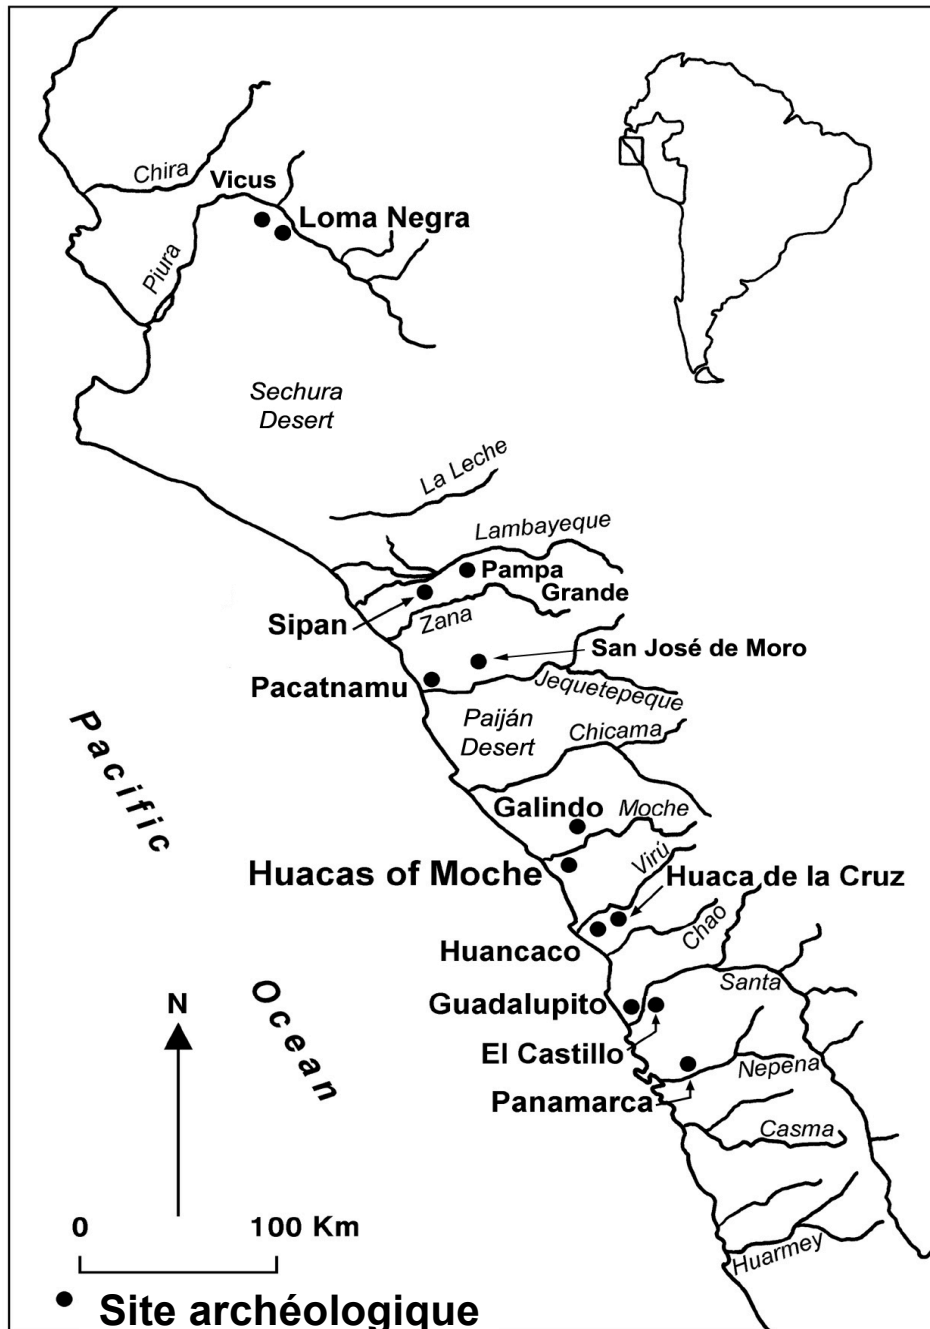 Chira
Vicus
Loma Negra
Piura
Sechura
Desert
La Leche
Lambayeque
Pampa
Grande
Sipan
Zana
San José de Moro
Pacatnamu
Jequetepeque
Paiján
Desert
Chicama
Galindo
Moche
Pacific
Ocean
Huacas of Moche
Virú
Huaca de la Cruz
Chao
Huancaco
Santa
Guadalupito
El Castillo
Nepena
Panamarca
Casma
Huarmey
N
0
100 Km
Site archéologique